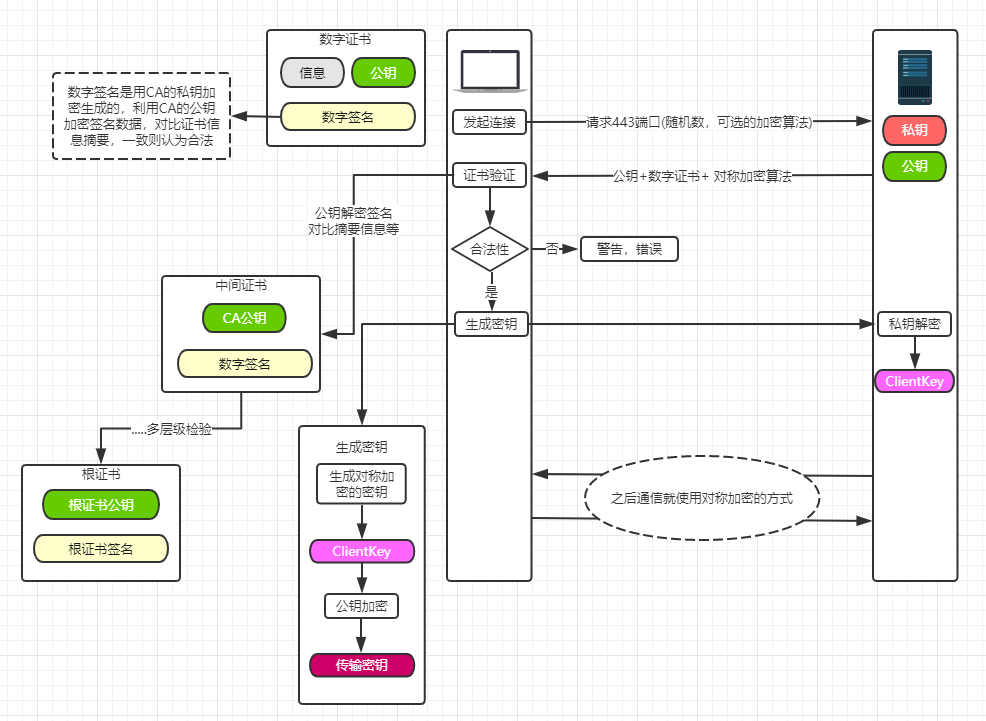 数字证书
信息
公钥
数字签名
数字签名是用CA的私钥加
密生成的，利用CA的公钥
加密签名数据，对比证书信
息摘要，一致则认为合法
发起连接
请求443端口(随机数，可选的加密算法)
私钥
公钥
证书验证
公钥+数字证书+ 对称加密算法
公钥解密签名
对比摘要信息等
合法性
否
警告，错误
是
中间证书
CA公钥
数字签名
生成密钥
私钥解密
ClientKey
.....多层级检验
根证书
根证书公钥
根证书签名
生成密钥
生成对称加
密的密钥
ClientKey
公钥加密
传输密钥
之后通信就使用对称加密的方式